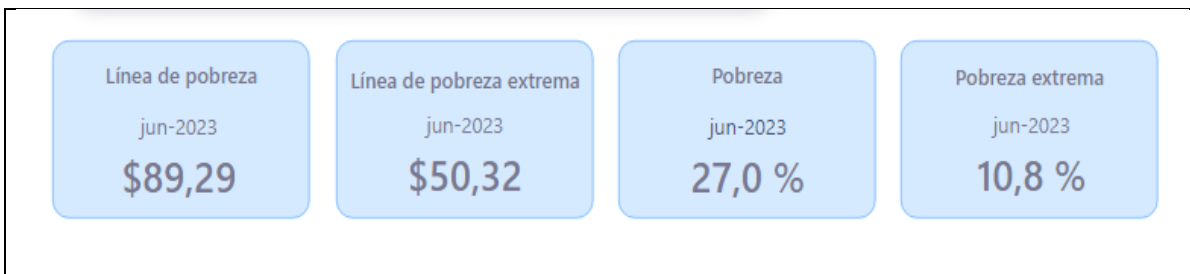 Línea de pobreza
jun-2023
$89,29
Línea de pobreza extrema
jun-2023
$50,32
Pobreza
jun-2023
27,0 %
Pobreza extrema
jun-2023
10,8 %